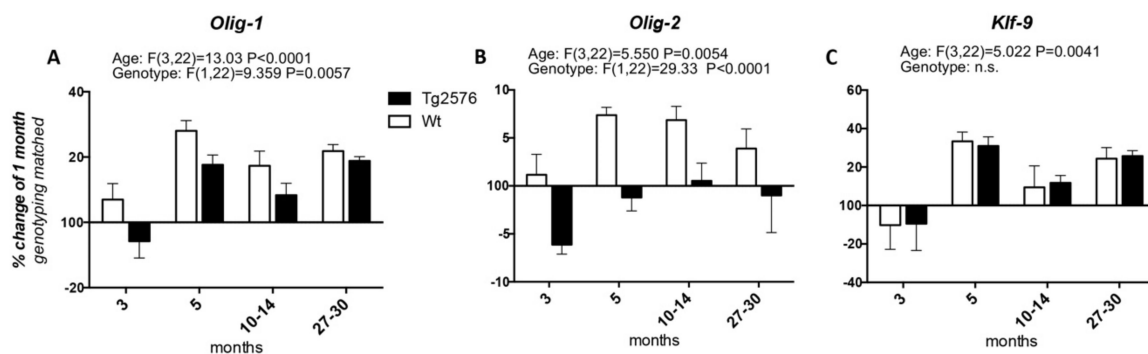 Olig-1
Olig-2
Klf-9
A
Age: F(3,22)=13.03 P<0.0001
Genotype: F(1,22)=9.359 P=0.0057
B
Age: F(3,22)=5.550 P=0.0054
Genotype: F(1,22)=29.33 P<0.0001
C
Age: F(3,22)=5.022 P=0.0041
Genotype: n.s.
% change of 1 month
genotyping matched
40
20
100
-20
3
5
10-14
27-30
months
Tg2576
Wt
10
5
100
-5
-10
3
5
10-14
27-30
months
60
40
20
100
-20
-40
3
5
10-14
27-30
months